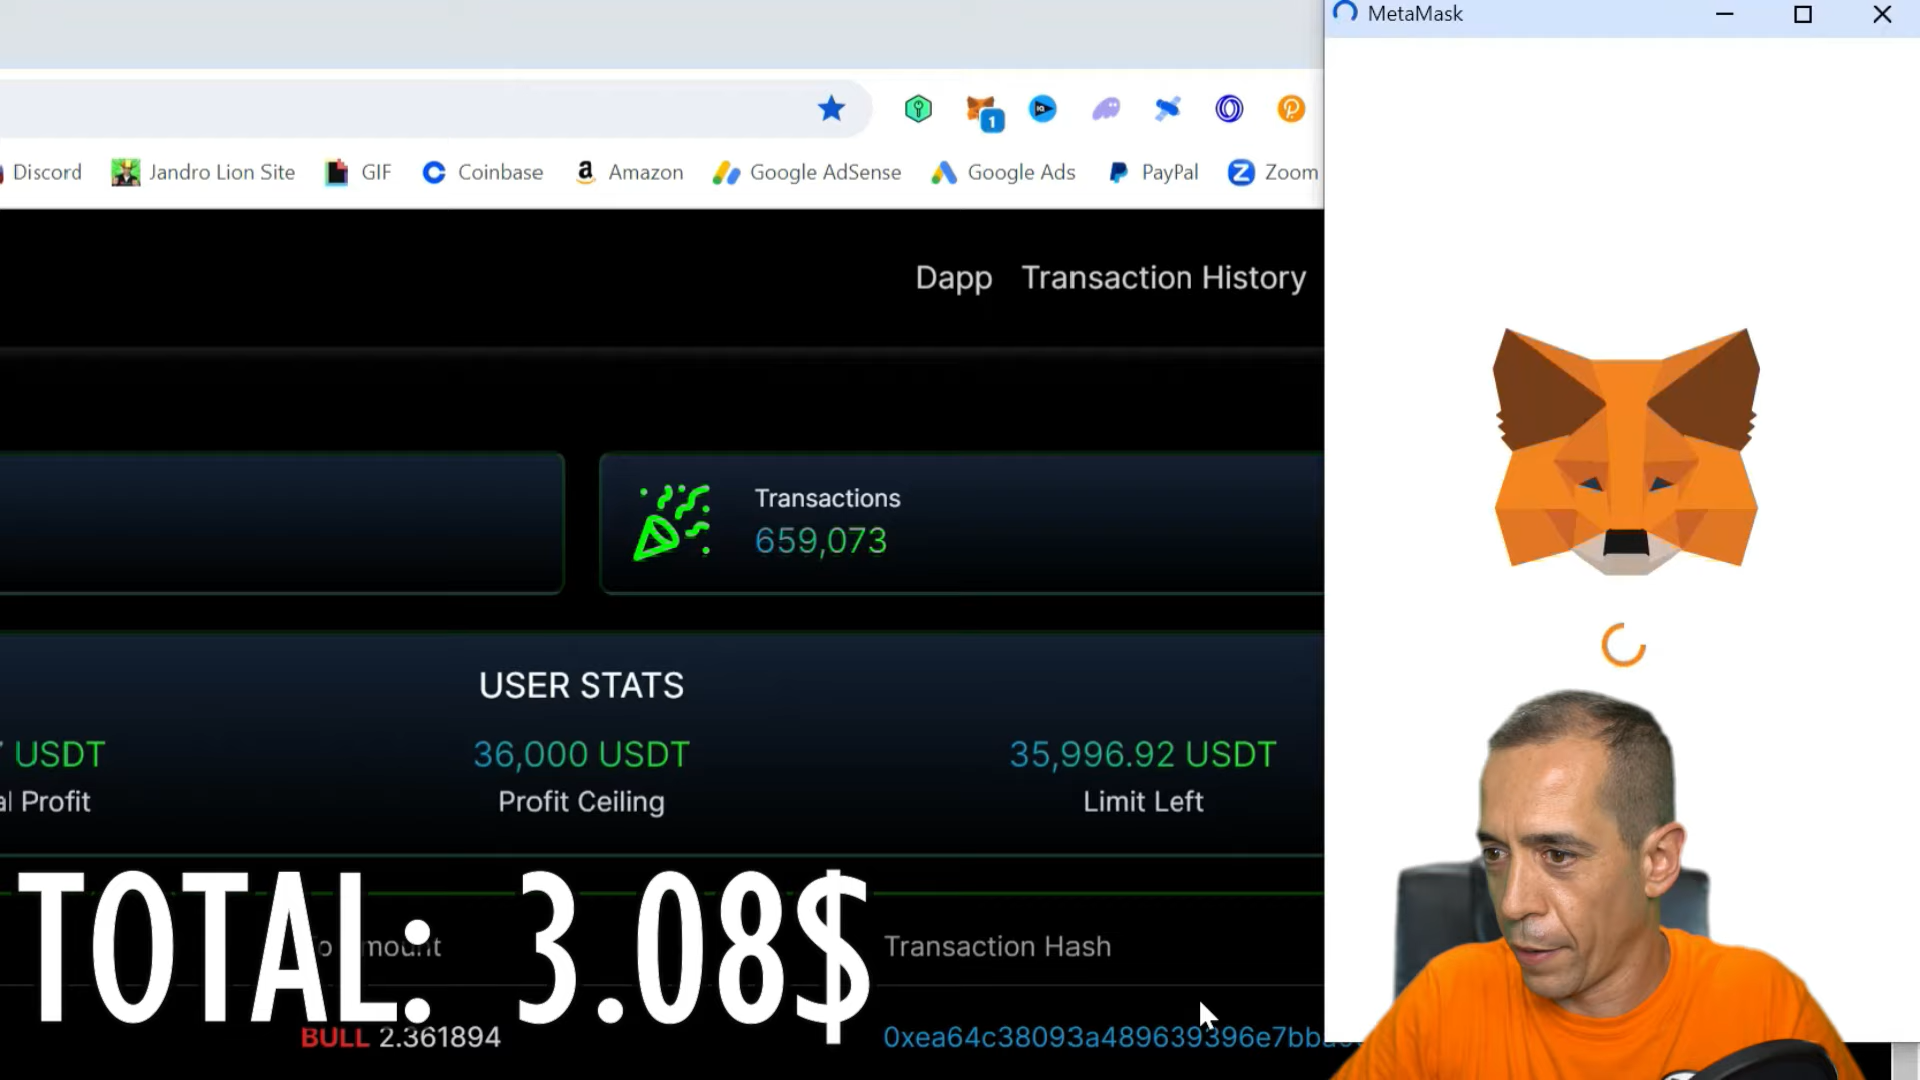 MetaMask
1
Discord Jandro Lion Site GIF Coinbase Amazon Google AdSense Google Ads PayPal Zoom
Dapp Transaction History
Transactions
659,073
USER STATS
USDT 36,000 USDT 35,996.92 USDT
Profit Profit Ceiling Limit Left
TOTAL: 3.08$
Transaction Hash
BULL 2.361894
0xea64c38093a489639396e7bb